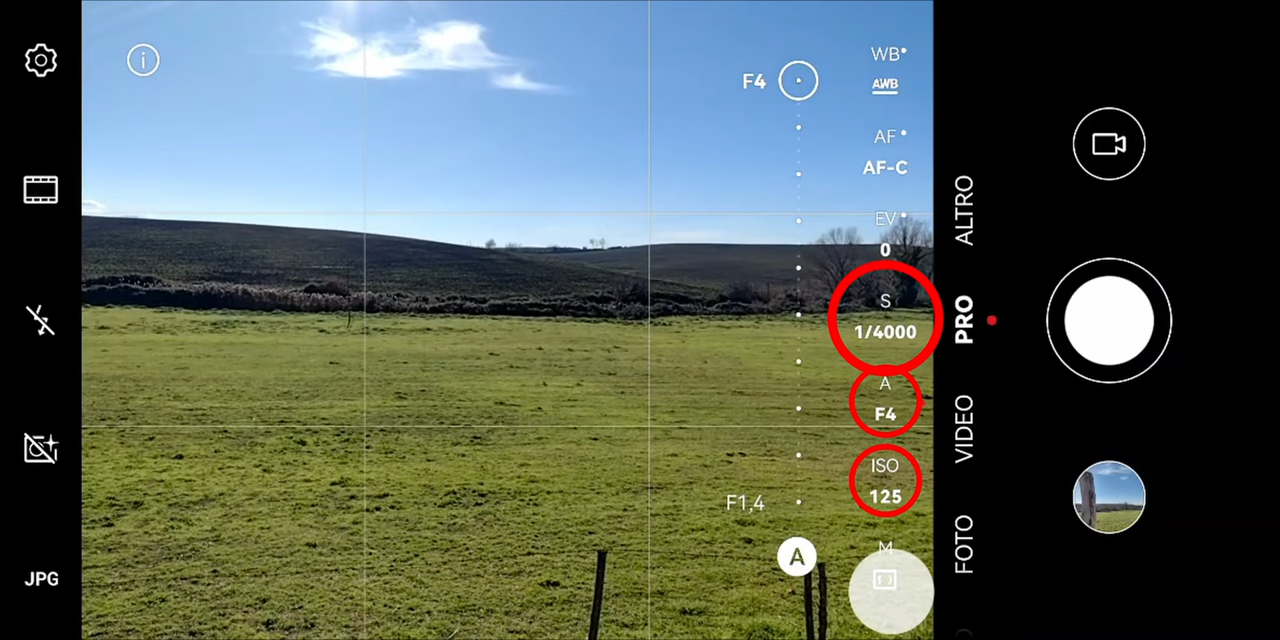 JPG
F4
F1,4
A
WB
AWB
AF
AF-C
EV
0
S
1/4000
A
F4
ISO
125
M
ALTRO
PRO
VIDEO
FOTO